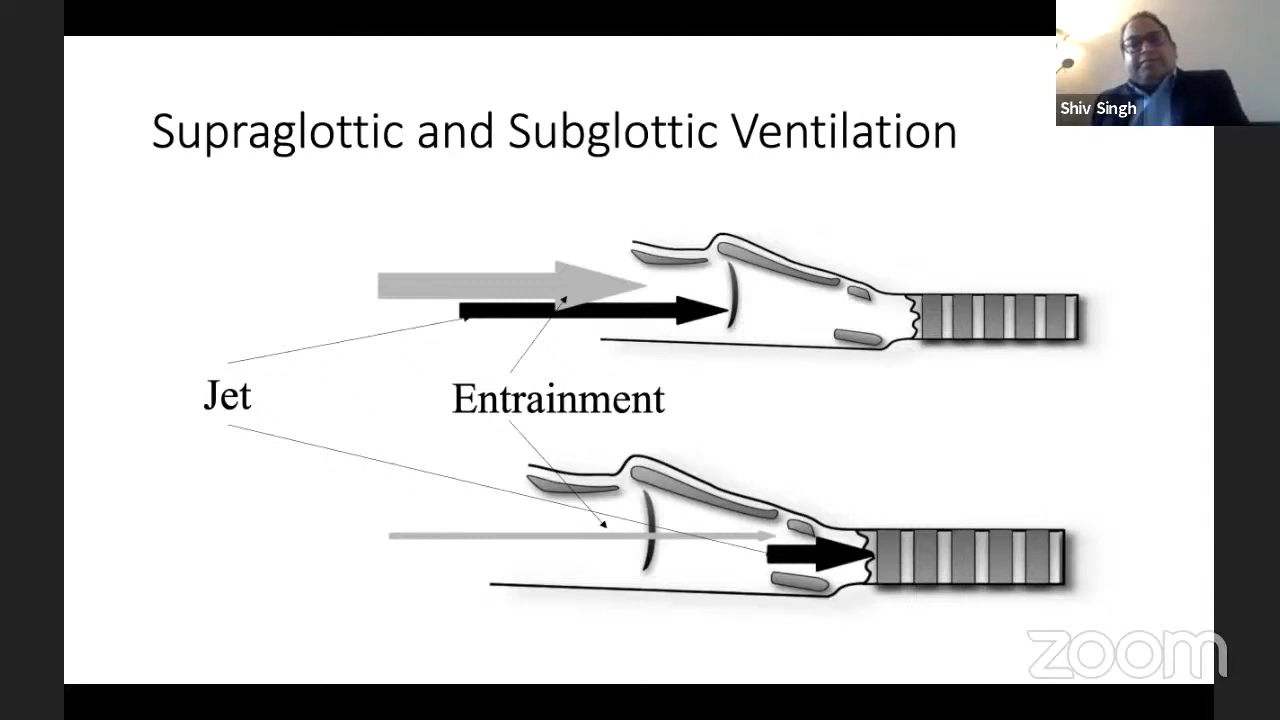 Shiv Singh
Supraglottic and Subglottic Ventilation
Jet
Entrainment
zoom